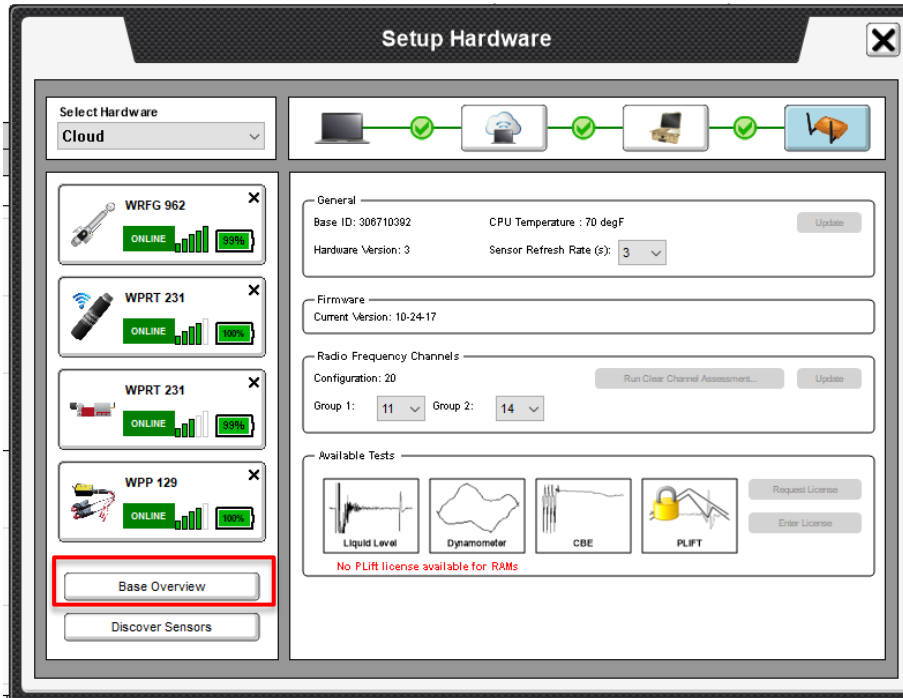 Setup Hardware
Select Hardware
Cloud
WRFG 962
ONLINE
99%
WPRT 231
ONLINE
100%
WPRT 231
ONLINE
99%
WPP 129
ONLINE
100%
Base Overview
Discover Sensors
General
Base ID: 306710392
CPU Temperature : 70 degF
Update
Hardware Version: 3
Sensor Refresh Rate (s):
3
Firmware
Current Version: 10-24-17
Radio Frequency Channels
Configuration: 20
Run Clear Channel Assessment...
Update
Group 1:
11
Group 2:
14
Available Tests
Liquid Level
Dynamometer
CBE
PLIFT
Request License
Enter License
No PLift license available for RAMs